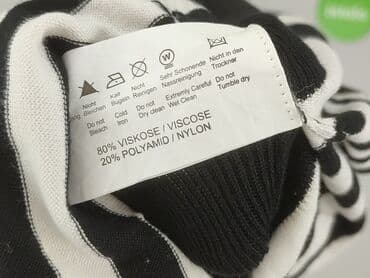 W
Nicht Bleichen
Kalt Bügeln
Nicht Reinigen
Sehr Schonende Nassreinigung
Nicht in den Trockner
Do not Bleach
Cold Iron
Do not Dry clean
Extremely Careful Wet Clean
Do not Tumble dry
80% VISKOSE / VISCOSE
20% POLYAMID / NYLON